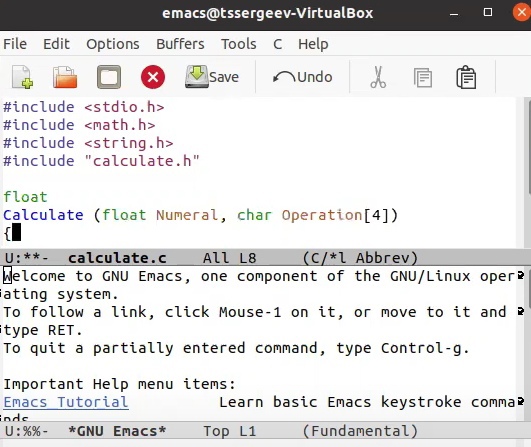 emacs@tssergeev-VirtualBox
File Edit Options Buffers Tools C Help
Save Undo
#include <stdio.h>
#include <math.h>
#include <string.h>
#include "calculate.h"
float
Calculate (float Numeral, char Operation[4])
{
U:**- calculate.c All L8 (C/*l Abbrev)
Welcome to GNU Emacs, one component of the GNU/Linux oper
ating system.
To follow a link, click Mouse-1 on it, or move to it and
type RET.
To quit a partially entered command, type Control-g.
Important Help menu items:
Emacs Tutorial Learn basic Emacs keystroke comma
nds
U:%%- *GNU Emacs* Top L1 (Fundamental)